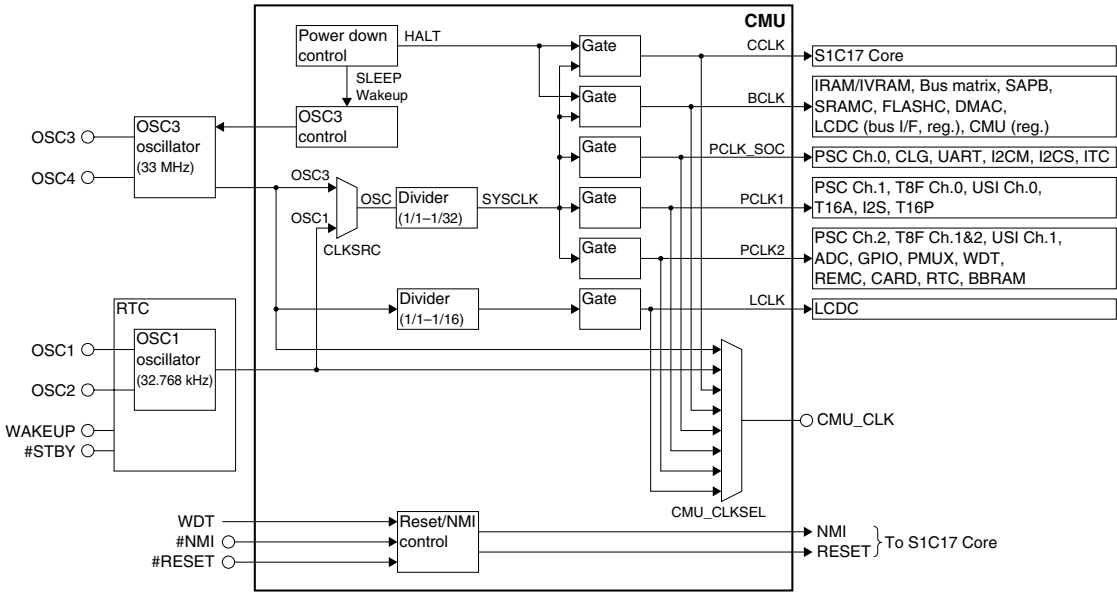 CMU
Power down
control
HALT
SLEEP
Wakeup
OSC3
control
Gate
CCLK
S1C17 Core
Gate
BCLK
IRAM/IVRAM, Bus matrix, SAPB,
SRAMC, FLASHC, DMAC,
LCDC (bus I/F, reg.), CMU (reg.)
OSC3
OSC4
OSC3
oscillator
(33 MHz)
Gate
PCLK_SOC
PSC Ch.0, CLG, UART, I2CM, I2CS, ITC
OSC3
OSC1
CLKSRC
OSC
Divider
(1/1–1/32)
SYSCLK
Gate
PCLK1
PSC Ch.1, T8F Ch.0, USI Ch.0,
T16A, I2S, T16P
Gate
PCLK2
PSC Ch.2, T8F Ch.1&2, USI Ch.1,
ADC, GPIO, PMUX, WDT,
REMC, CARD, RTC, BBRAM
Divider
(1/1–1/16)
Gate
LCLK
LCDC
RTC
OSC1
OSC2
OSC1
oscillator
(32.768 kHz)
WAKEUP
#STBY
CMU_CLK
CMU_CLKSEL
WDT
#NMI
#RESET
Reset/NMI
control
NMI
RESET
To S1C17 Core